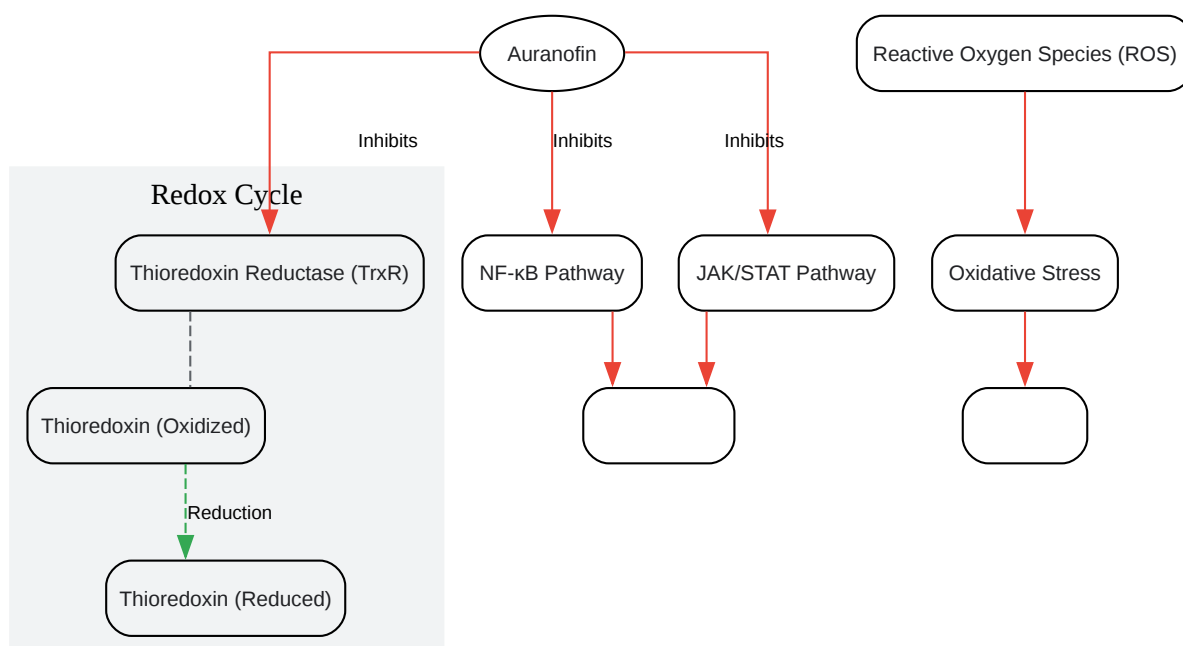 Auranofin
Reactive Oxygen Species (ROS)
Inhibits
Inhibits
Inhibits
Redox Cycle
Thioredoxin Reductase (TrxR)
NF-κB Pathway
JAK/STAT Pathway
Oxidative Stress
Thioredoxin (Oxidized)
Reduction
Thioredoxin (Reduced)